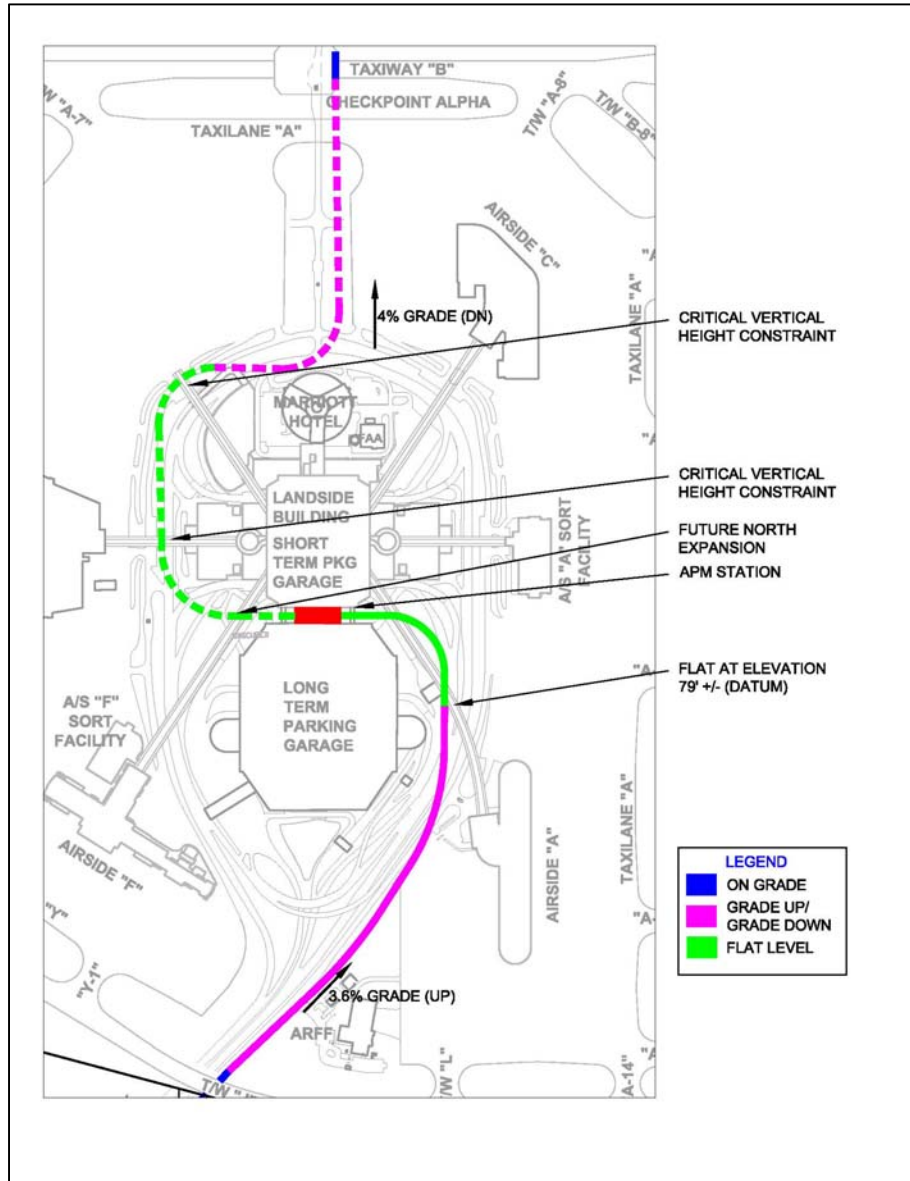 TAXIWAY "B"
CHECKPOINT ALPHA
TAXILANE "A"
T/W "A-8"
T/W "B-8"
"A-7"
AIRSIDE "C"
4% GRADE (DN)
CRITICAL VERTICAL
HEIGHT CONSTRAINT
TAXILANE "A"
MARRIOTT
HOTEL
FAA
LANDSIDE
BUILDING
SHORT
TERM PKG
GARAGE
CRITICAL VERTICAL
HEIGHT CONSTRAINT
FUTURE NORTH
EXPANSION
A/S "A" SORT
FACILITY
APM STATION
FLAT AT ELEVATION
79' +/- (DATUM)
LONG
TERM
PARKING
GARAGE
A/S "F"
SORT
FACILITY
AIRSIDE "F"
AIRSIDE "A"
TAXILANE "A"
LEGEND
ON GRADE
GRADE UP/
GRADE DOWN
FLAT LEVEL
"Y"
"Y-1"
3.6% GRADE (UP)
ARFF
T/W
T/W "L"
A-14"